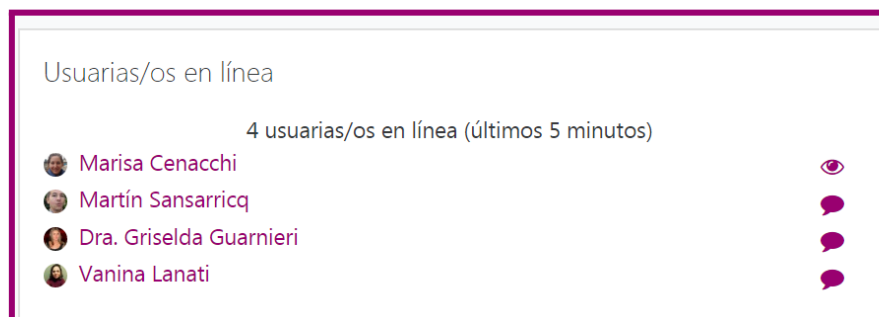 Usuarias/os en línea
4 usuarias/os en línea (últimos 5 minutos)
Marisa Cenacchi
Martín Sansarricq
Dra. Griselda Guarnieri
Vanina Lanati